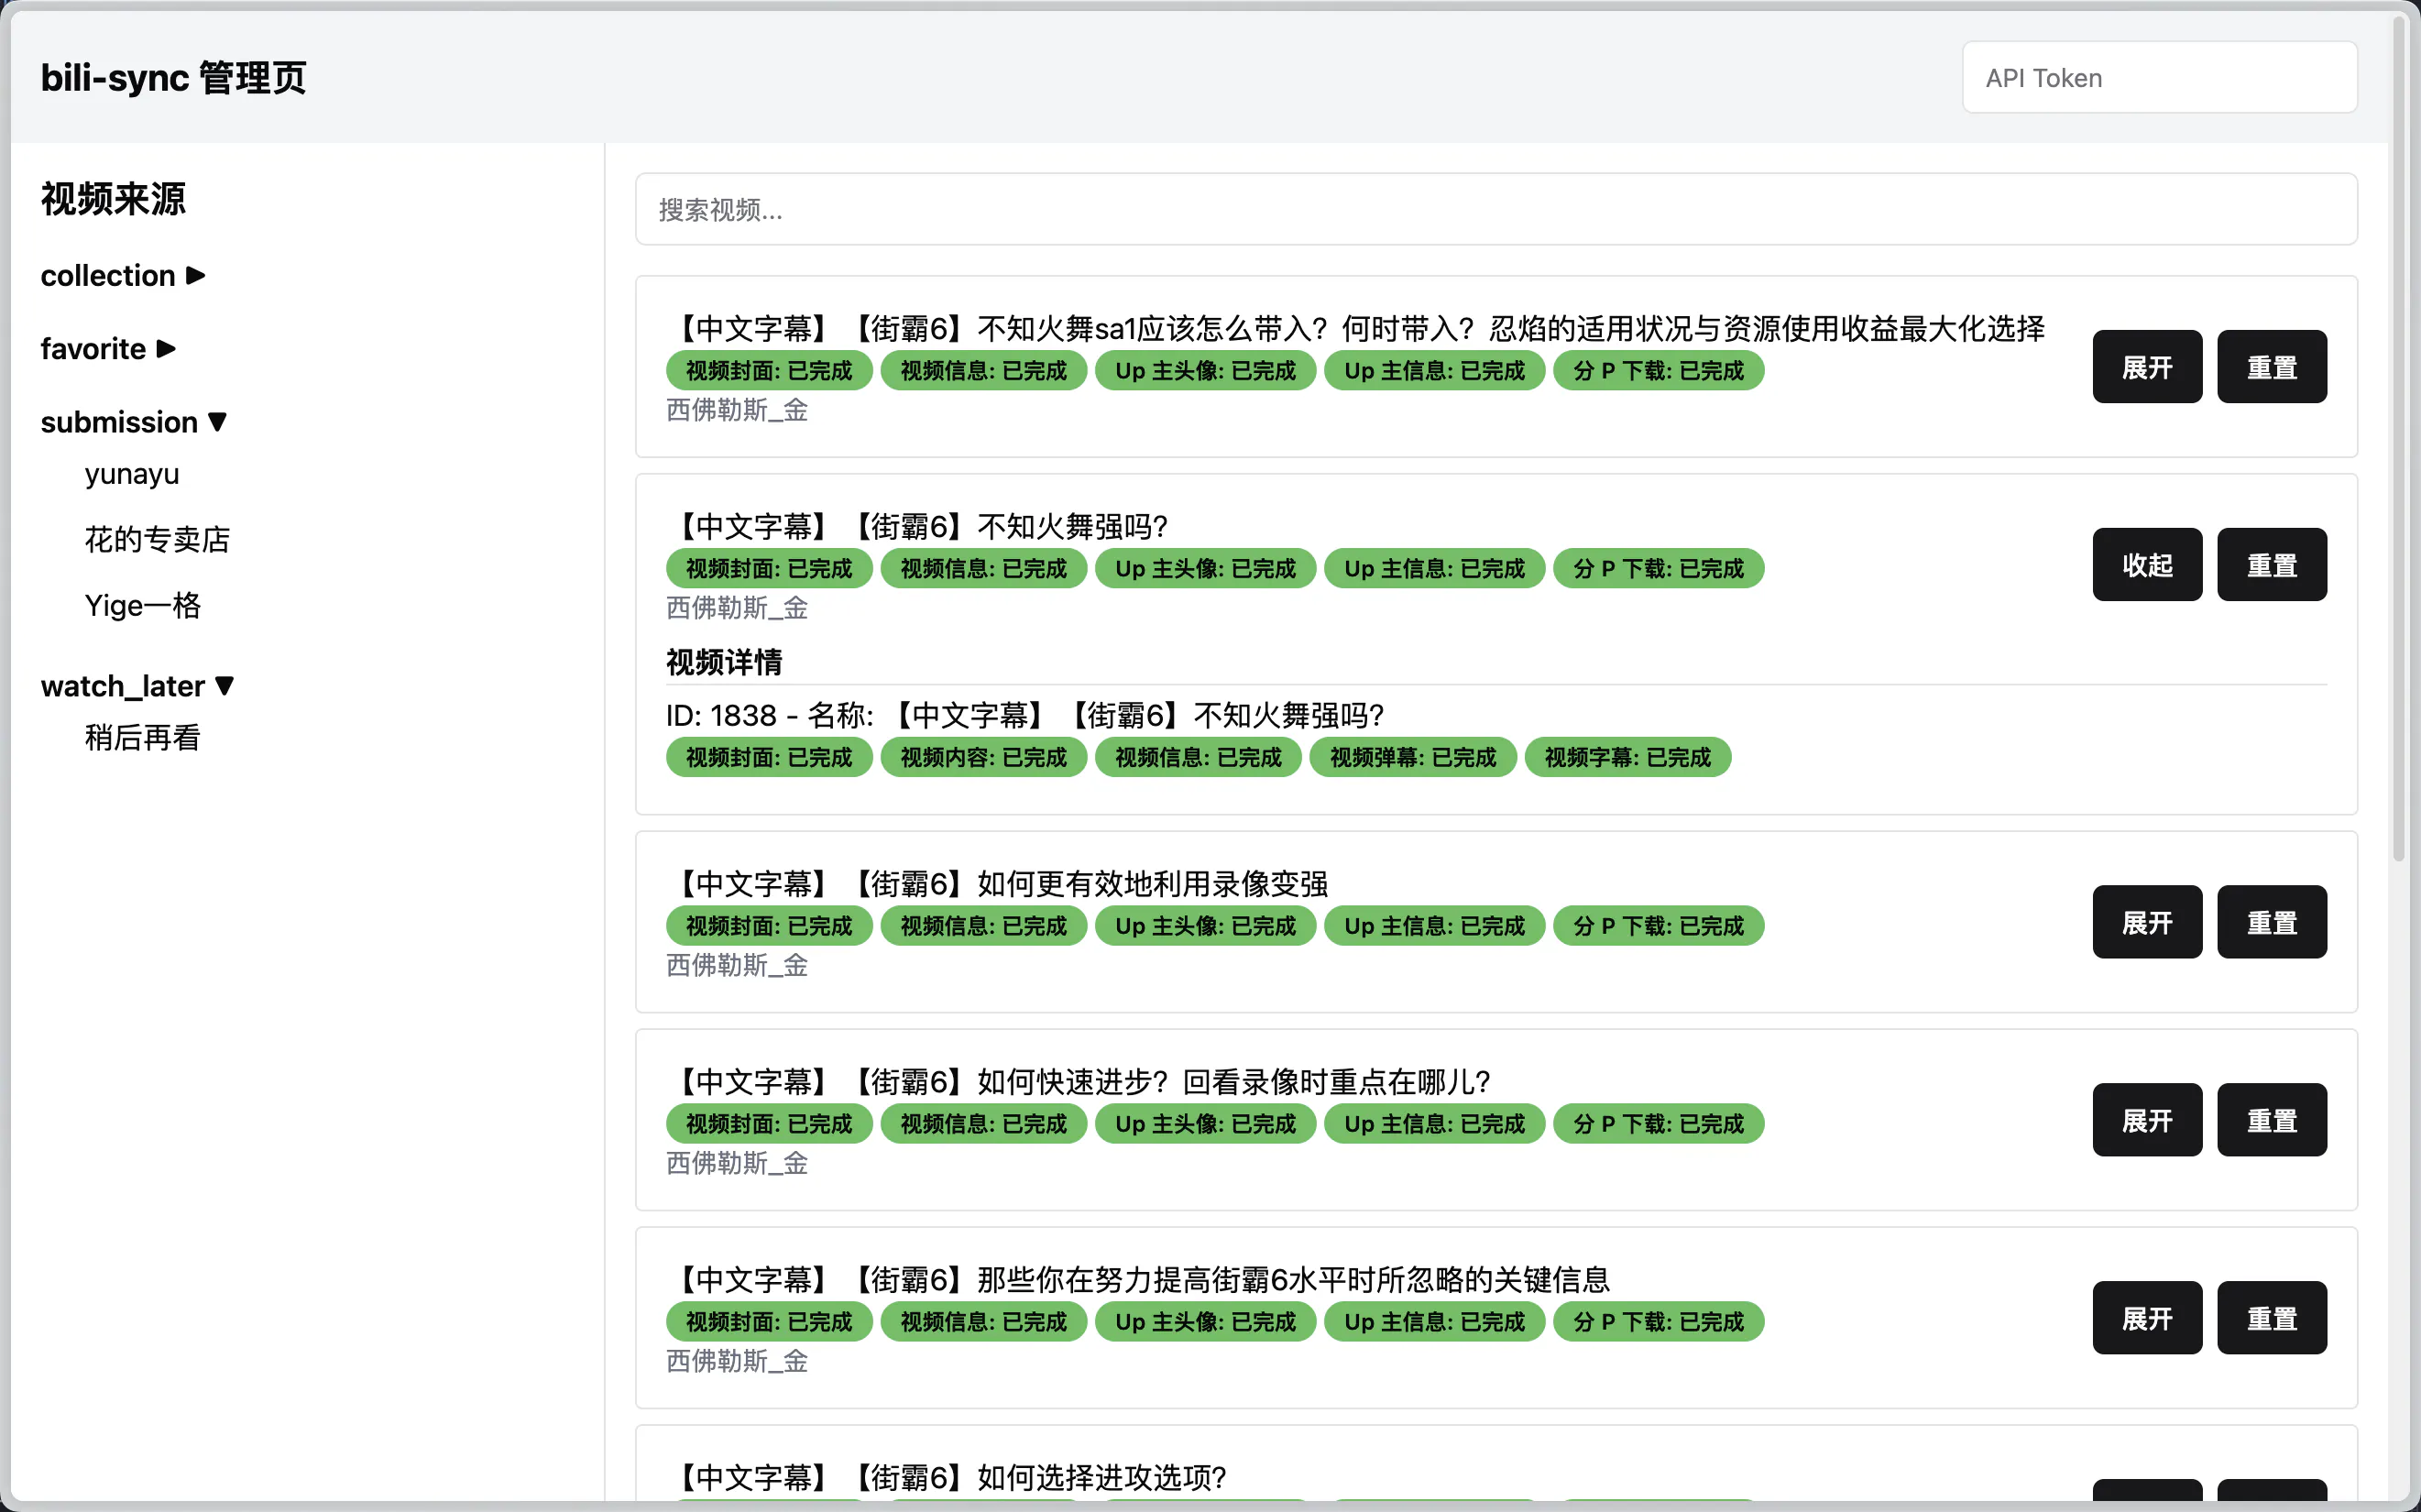 bili-sync 管理页
API Token
视频来源
collection ▶
favorite ▶
submission ▼
yunayu
花的专卖店
Yige一格
watch_later ▼
稍后再看
搜索视频...
【中文字幕】【街霸6】不知火舞sa1应该怎么带入？何时带入？忍焰的适用状况与资源使用收益最大化选择
视频封面: 已完成 视频信息: 已完成 Up 主头像: 已完成 Up 主信息: 已完成 分 P 下载: 已完成
西佛勒斯_金
展开 重置
【中文字幕】【街霸6】不知火舞强吗?
视频封面: 已完成 视频信息: 已完成 Up 主头像: 已完成 Up 主信息: 已完成 分 P 下载: 已完成
西佛勒斯_金
收起 重置
视频详情
ID: 1838 - 名称: 【中文字幕】【街霸6】不知火舞强吗?
视频封面: 已完成 视频内容: 已完成 视频信息: 已完成 视频弹幕: 已完成 视频字幕: 已完成
【中文字幕】【街霸6】如何更有效地利用录像变强
视频封面: 已完成 视频信息: 已完成 Up 主头像: 已完成 Up 主信息: 已完成 分 P 下载: 已完成
西佛勒斯_金
展开 重置
【中文字幕】【街霸6】如何快速进步？回看录像时重点在哪儿?
视频封面: 已完成 视频信息: 已完成 Up 主头像: 已完成 Up 主信息: 已完成 分 P 下载: 已完成
西佛勒斯_金
展开 重置
【中文字幕】【街霸6】那些你在努力提高街霸6水平时所忽略的关键信息
视频封面: 已完成 视频信息: 已完成 Up 主头像: 已完成 Up 主信息: 已完成 分 P 下载: 已完成
西佛勒斯_金
展开 重置
【中文字幕】【街霸6】如何选择进攻选项?